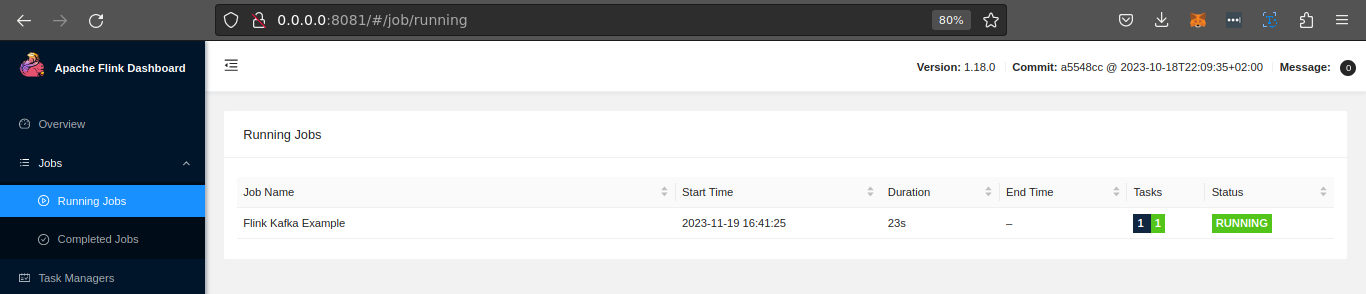 0.0.0.0:8081/#/job/running 80%
Apache Flink Dashboard
Version: 1.18.0 Commit: a5548cc @ 2023-10-18T22:09:35+02:00 Message: 0
Overview
Running Jobs
Jobs
Job Name Start Time Duration End Time Tasks Status
Running Jobs
Flink Kafka Example 2023-11-19 16:41:25 23s – 1 1 RUNNING
Completed Jobs
Task Managers